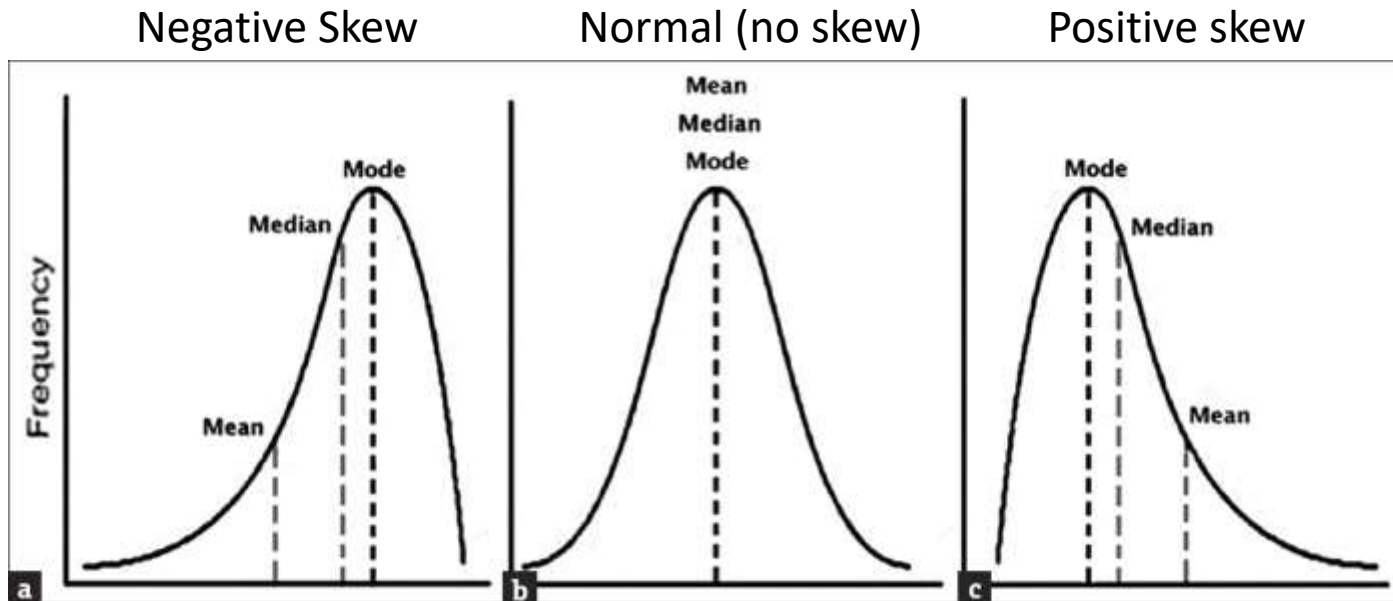 Negative Skew
Normal (no skew)
Positive skew
Frequency
Mode
Median
Mean
a
Mean
Median
Mode
b
Mode
Median
Mean
c